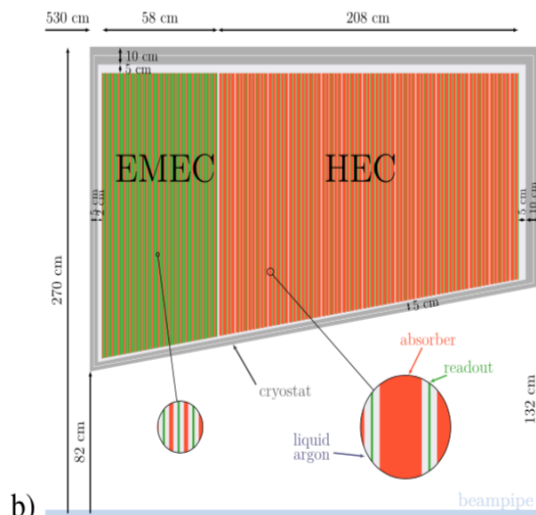 530 cm 58 cm 208 cm
10 cm
5 cm
EMEC HEC
5 cm
2 cm
5 cm
10 cm
270 cm
5 cm
absorber
readout
cryostat
liquid
argon
82 cm
132 cm
beampipe
b)